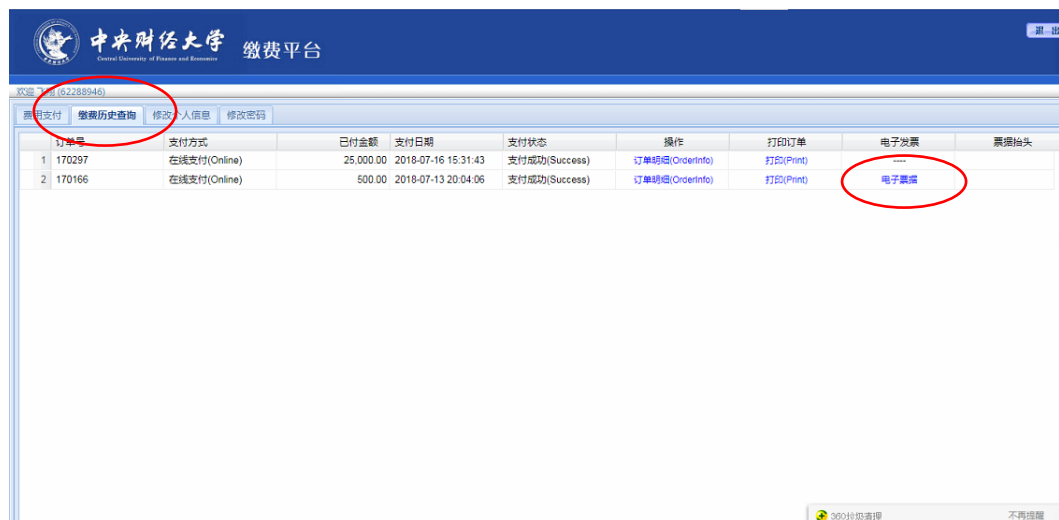 中央财经大学 缴费平台
Central University of Finance and Economics
退 出
欢迎 (62288946)
费用支付 缴费历史查询 修改个人信息 修改密码
订单号 支付方式 已付金额 支付日期 支付状态 操作 打印订单 电子发票 票据抬头
1 170297 在线支付(Online) 25,000.00 2018-07-16 15:31:43 支付成功(Success) 订单明细(OrderInfo) 打印(Print) ----
2 170166 在线支付(Online) 500.00 2018-07-13 20:04:06 支付成功(Success) 订单明细(OrderInfo) 打印(Print) 电子票据
360垃圾清理 不再提醒